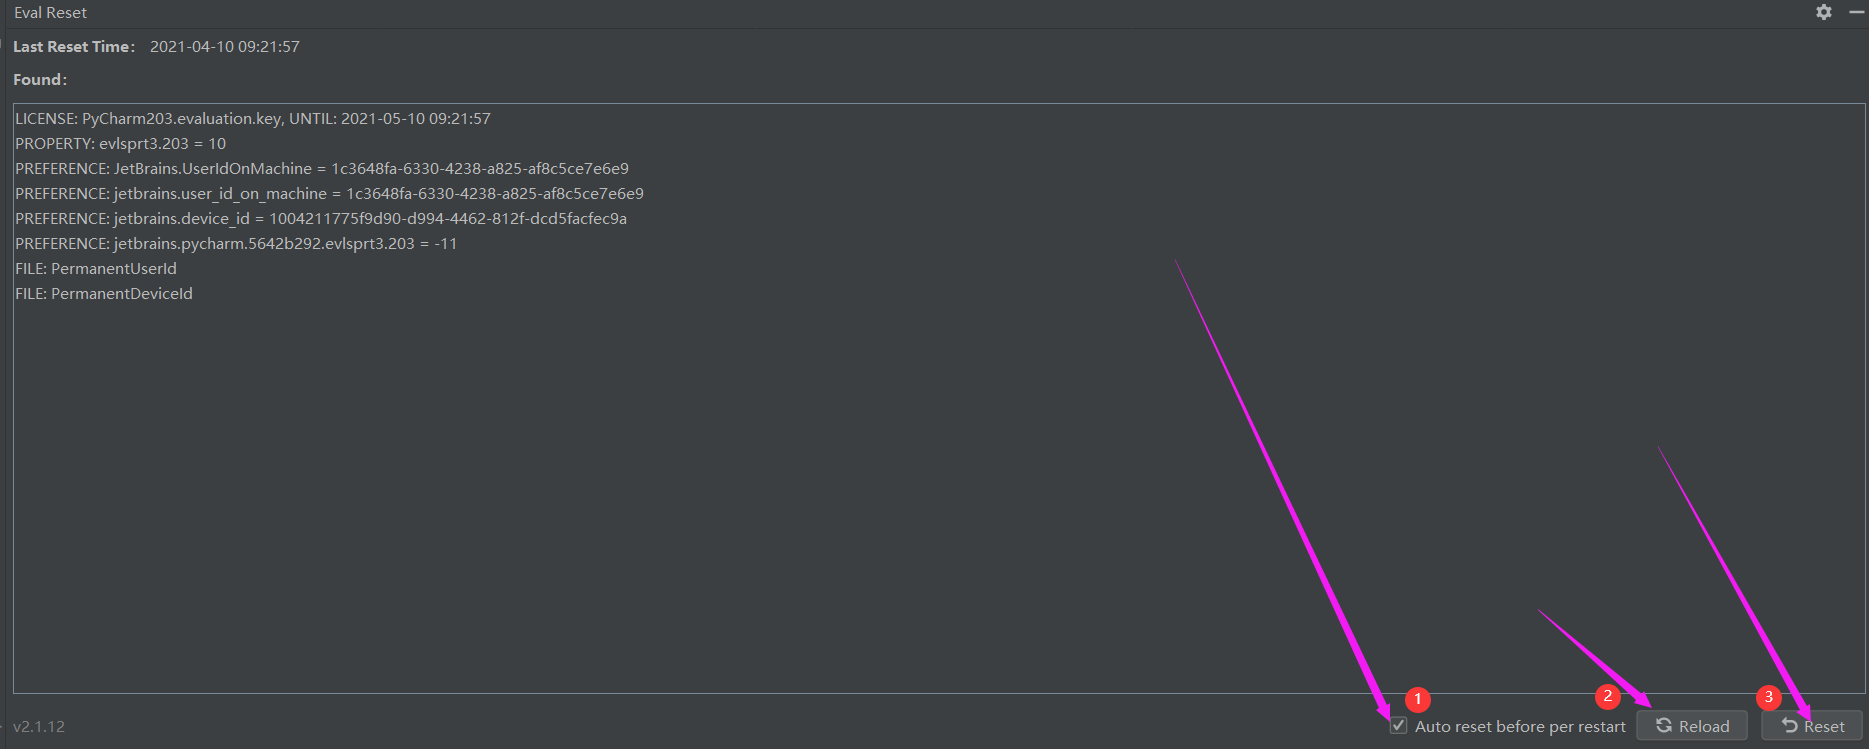 Eval Reset
Last Reset Time: 2021-04-10 09:21:57
Found:
LICENSE: PyCharm203.evaluation.key, UNTIL: 2021-05-10 09:21:57
PROPERTY: evlsprt3.203 = 10
PREFERENCE: JetBrains.UserIdOnMachine = 1c3648fa-6330-4238-a825-af8c5ce7e6e9
PREFERENCE: jetbrains.user_id_on_machine = 1c3648fa-6330-4238-a825-af8c5ce7e6e9
PREFERENCE: jetbrains.device_id = 1004211775f9d90-d994-4462-812f-dcd5facfec9a
PREFERENCE: jetbrains.pycharm.5642b292.evlsprt3.203 = -11
FILE: PermanentUserId
FILE: PermanentDeviceId
1 2 3
v2.1.12 Auto reset before per restart Reload Reset